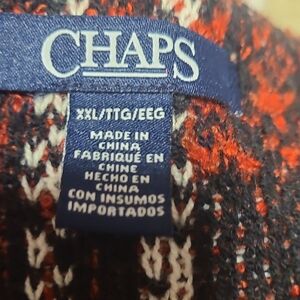 CHAPS
XXL/TTG/EEG
MADE IN
CHINA
FABRIQUÉ EN
CHINE
HECHO EN
CHINA
CON INSUMOS
IMPORTADOS